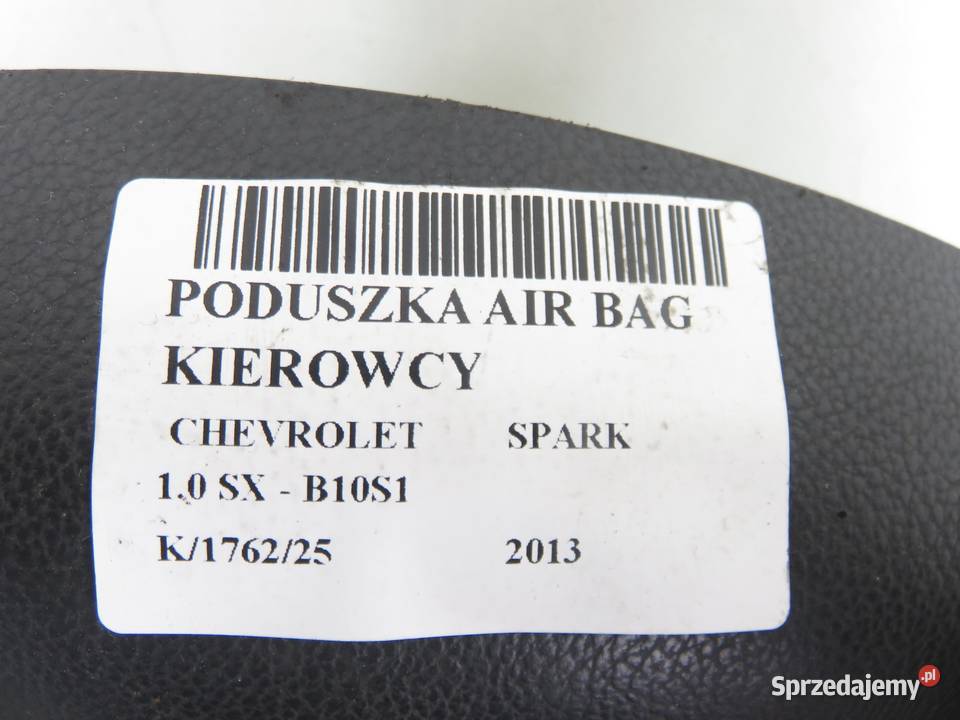 PODUSZKA AIR BAG
KIEROWCY
CHEVROLET SPARK
1.0 SX - B10S1
K/1762/25 2013
Sprzedajemy.pl